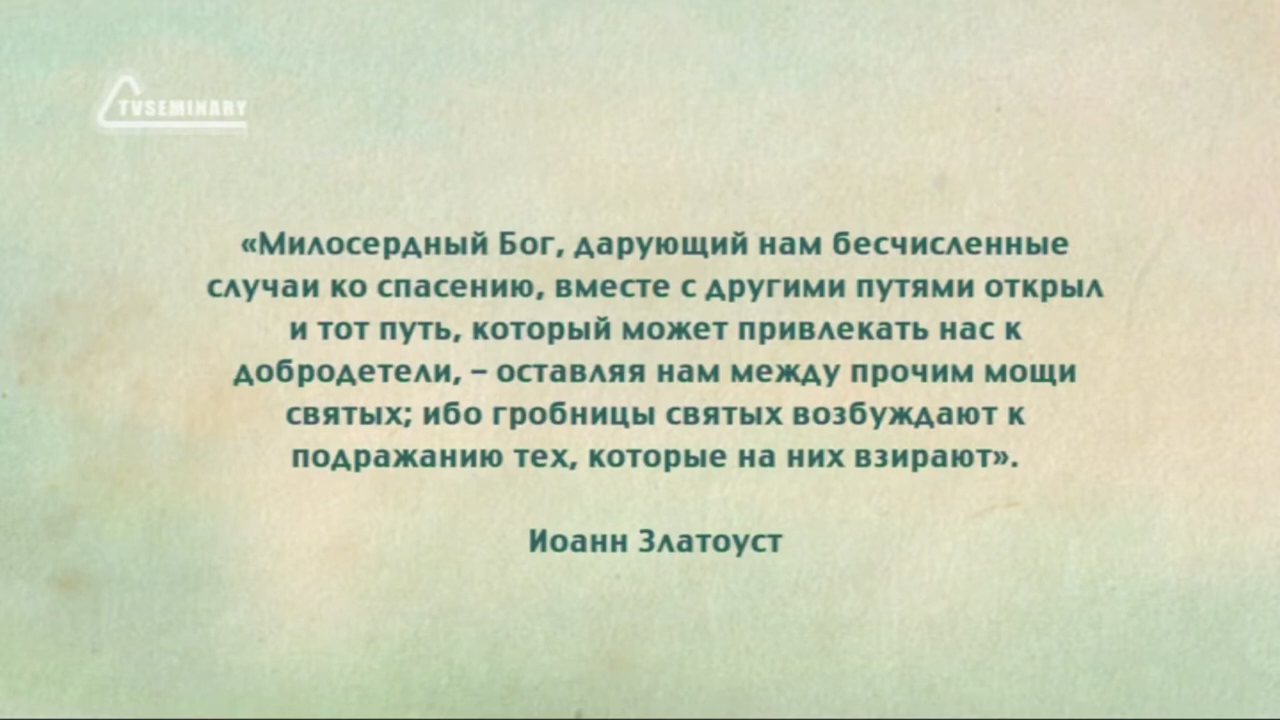 TVSEMINARY
«Милосердный Бог, дарующий нам бесчисленные
случаи ко спасению, вместе с другими путями открыл
и тот путь, который может привлекать нас к
добродетели, – оставляя нам между прочим мощи
святых; ибо гробницы святых возбуждают к
подражанию тех, которые на них взирают».
Иоанн Златоуст